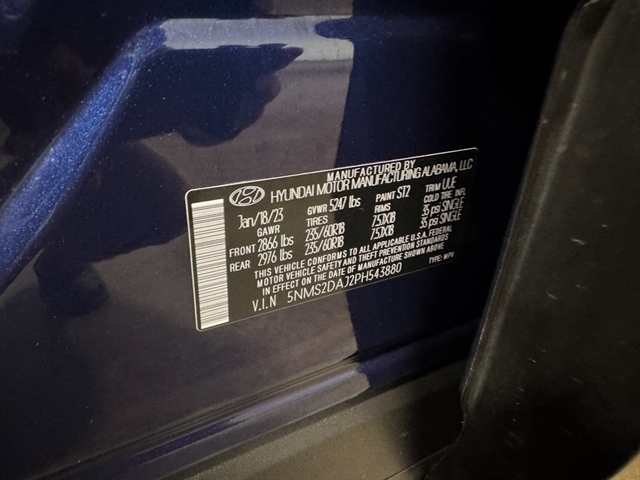 MANUFACTURED BY
HYUNDAI MOTOR MANUFACTURING ALABAMA, LLC
Jan/18/23 GVWR 5247 lbs PAINT ST2 TRIM UUE
GAWR TIRES RIMS COLD TIRE INFL
FRONT 2866 lbs 235/60R18 7.5JX18 35 psi SINGLE
REAR 2976 lbs 235/60R18 7.5JX18 35 psi SINGLE
THIS VEHICLE CONFORMS TO ALL APPLICABLE U.S. FEDERAL
MOTOR VEHICLE SAFETY AND THEFT PREVENTION STANDARDS
IN EFFECT ON THE DATE OF MANUFACTURE SHOWN ABOVE.
V.I.N 5NMS2DAJ2PH543880 TYPE: MPV